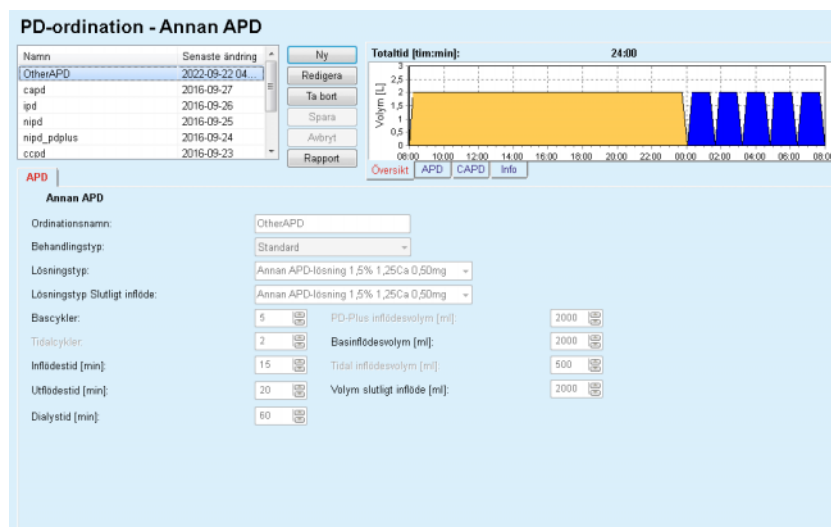 PD-ordination - Annan APD
Namn Senaste ändring
OtherAPD 2022-09-22 04...
capd 2016-09-27
ipd 2016-09-26
nipd 2016-09-25
nipd_pdplus 2016-09-24
ccpd 2016-09-23
Ny
Redigera
Ta bort
Spara
Avbryt
Rapport
Totaltid [tim:min]: 24:00
Volym [L]
3
2,5
2
1,5
1
0,5
0
08:00 10:00 12:00 14:00 16:00 18:00 20:00 22:00 00:00 02:00 04:00 06:00 08:00
Översikt APD CAPD Info
APD
Annan APD
Ordinationsnamn: OtherAPD
Behandlingstyp: Standard
Lösningstyp: Annan APD-lösning 1,5% 1,25Ca 0,50mg
Lösningstyp Slutligt inflöde: Annan APD-lösning 1,5% 1,25Ca 0,50mg
Bascykler: 5 PD-Plus inflödesvolym [ml]: 2000
Tidalcykler: 2 Basinflödesvolym [ml]: 2000
Inflödestid [min]: 15 Tidal inflödesvolym [ml]: 500
Utflödestid [min]: 20 Volym slutligt inflöde [ml]: 2000
Dialystid [min]: 60